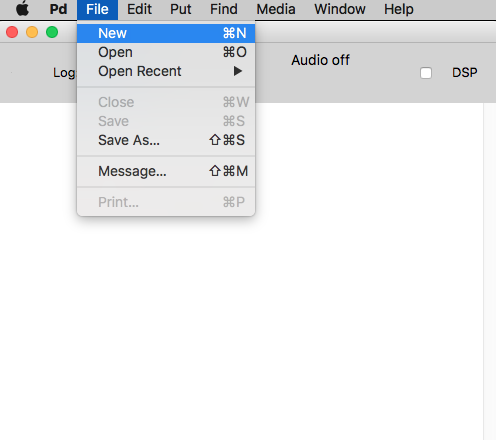 Pd File Edit Put Find Media Window Help
New ⌘N
Open ⌘O
Open Recent ▶
Close ⌘W
Save ⌘S
Save As... ⇧⌘S
Message... ⇧⌘M
Print... ⌘P
Log
Audio off
DSP